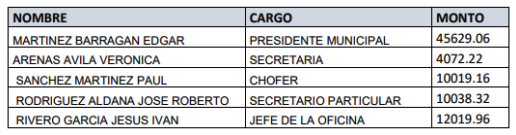 NOMBRE CARGO MONTO
MARTINEZ BARRAGAN EDGAR PRESIDENTE MUNICIPAL 45629.06
ARENAS AVILA VERONICA SECRETARIA 4072.22
SANCHEZ MARTINEZ PAUL CHOFER 10019.16
RODRIGUEZ ALDANA JOSE ROBERTO SECRETARIO PARTICULAR 10038.32
RIVERO GARCIA JESUS IVAN JEFE DE LA OFICINA 12019.96